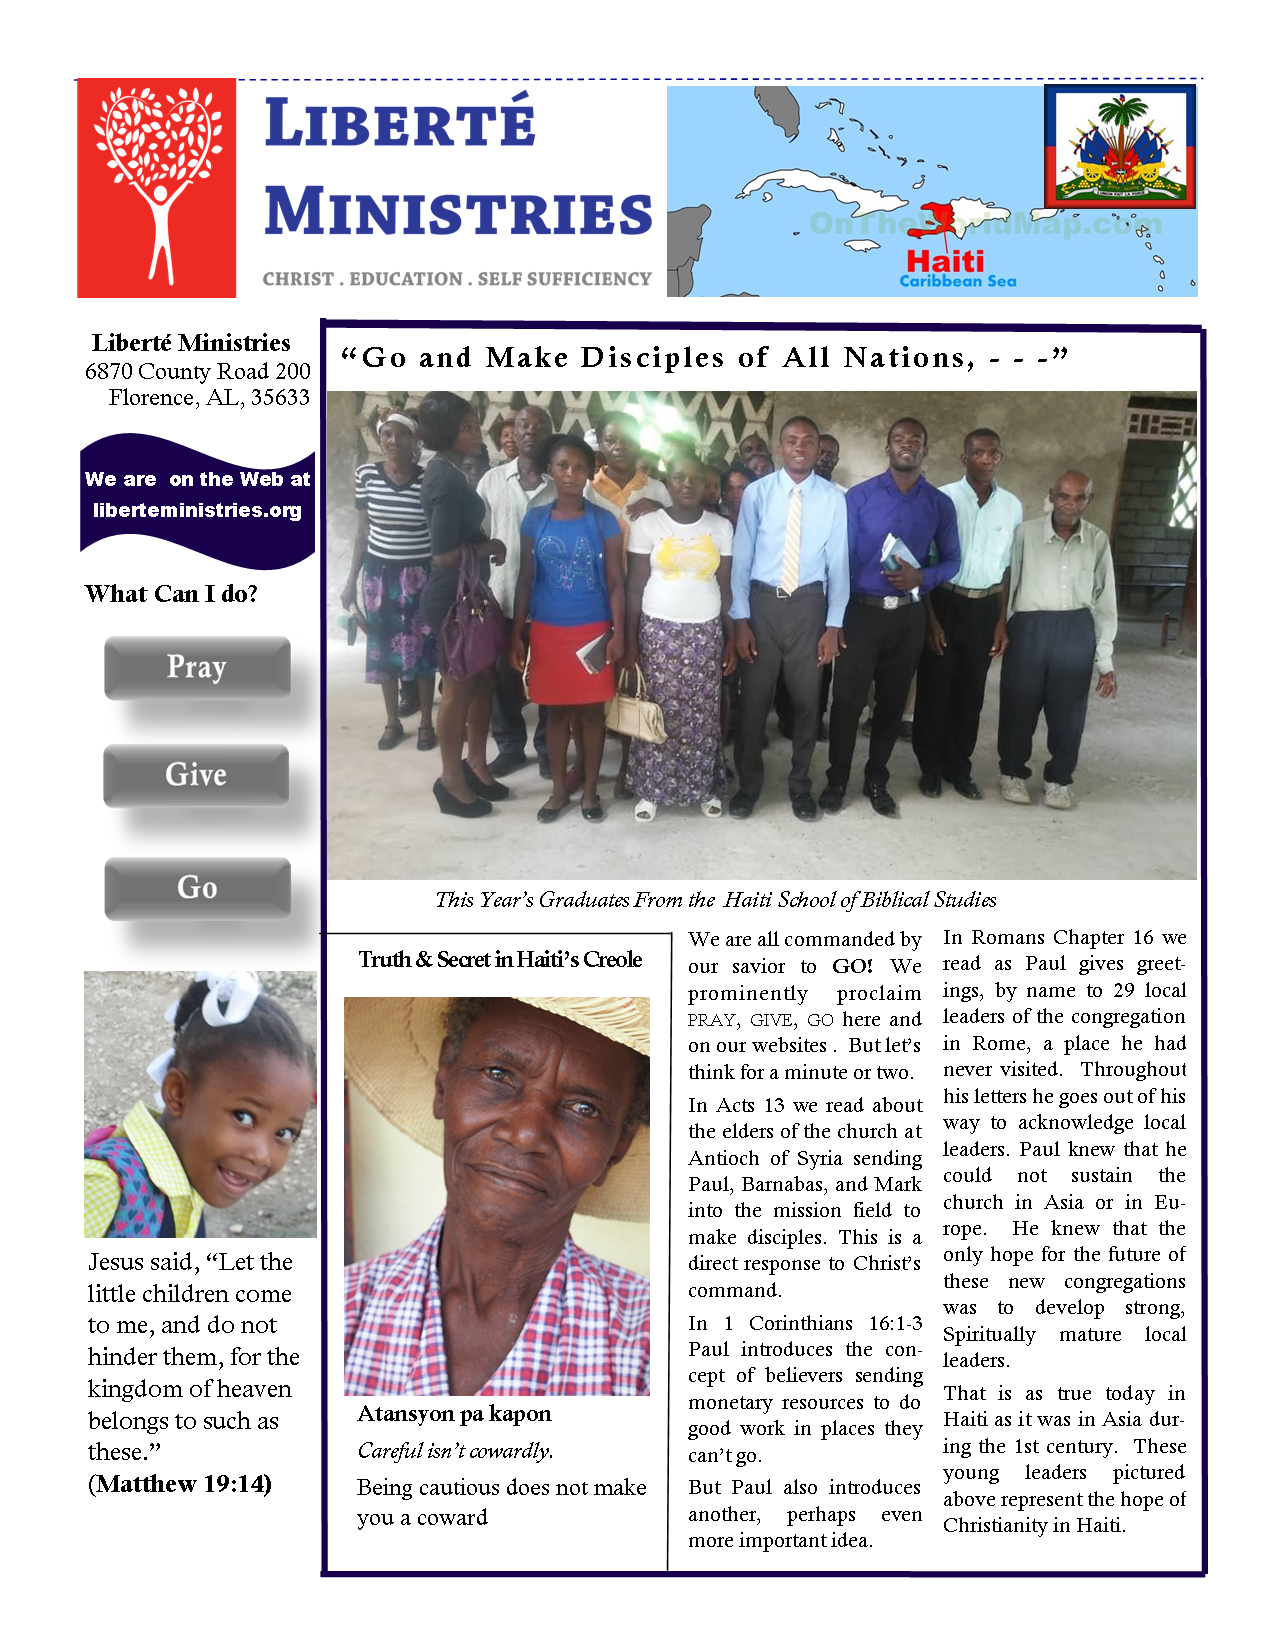 LIBERTÉ
MINISTRIES
CHRIST . EDUCATION . SELF SUFFICIENCY
OnTheWorldMap.com
Haiti
Caribbean Sea
Liberté Ministries
6870 County Road 200
Florence, AL, 35633
We are on the Web at
liberteministries.org
What Can I do?
Pray
Give
Go
Jesus said, “Let the
little children come
to me, and do not
hinder them, for the
kingdom of heaven
belongs to such as
these.”
(Matthew 19:14)
“Go and Make Disciples of All Nations, - - -”
This Year’s Graduates From the Haiti School of Biblical Studies
Truth & Secret in Haiti’s Creole
Atansyon pa kapon
Careful isn’t cowardly.
Being cautious does not make
you a coward
We are all commanded by
our savior to GO! We
prominently proclaim
PRAY, GIVE, GO here and
on our websites . But let’s
think for a minute or two.
In Acts 13 we read about
the elders of the church at
Antioch of Syria sending
Paul, Barnabas, and Mark
into the mission field to
make disciples. This is a
direct response to Christ’s
command.
In 1 Corinthians 16:1-3
Paul introduces the con-
cept of believers sending
monetary resources to do
good work in places they
can’t go.
But Paul also introduces
another, perhaps even
more important idea.
In Romans Chapter 16 we
read as Paul gives greet-
ings, by name to 29 local
leaders of the congregation
in Rome, a place he had
never visited. Throughout
his letters he goes out of his
way to acknowledge local
leaders. Paul knew that he
could not sustain the
church in Asia or in Eu-
rope. He knew that the
only hope for the future of
these new congregations
was to develop strong,
Spiritually mature local
leaders.
That is as true today in
Haiti as it was in Asia dur-
ing the 1st century. These
young leaders pictured
above represent the hope of
Christianity in Haiti.